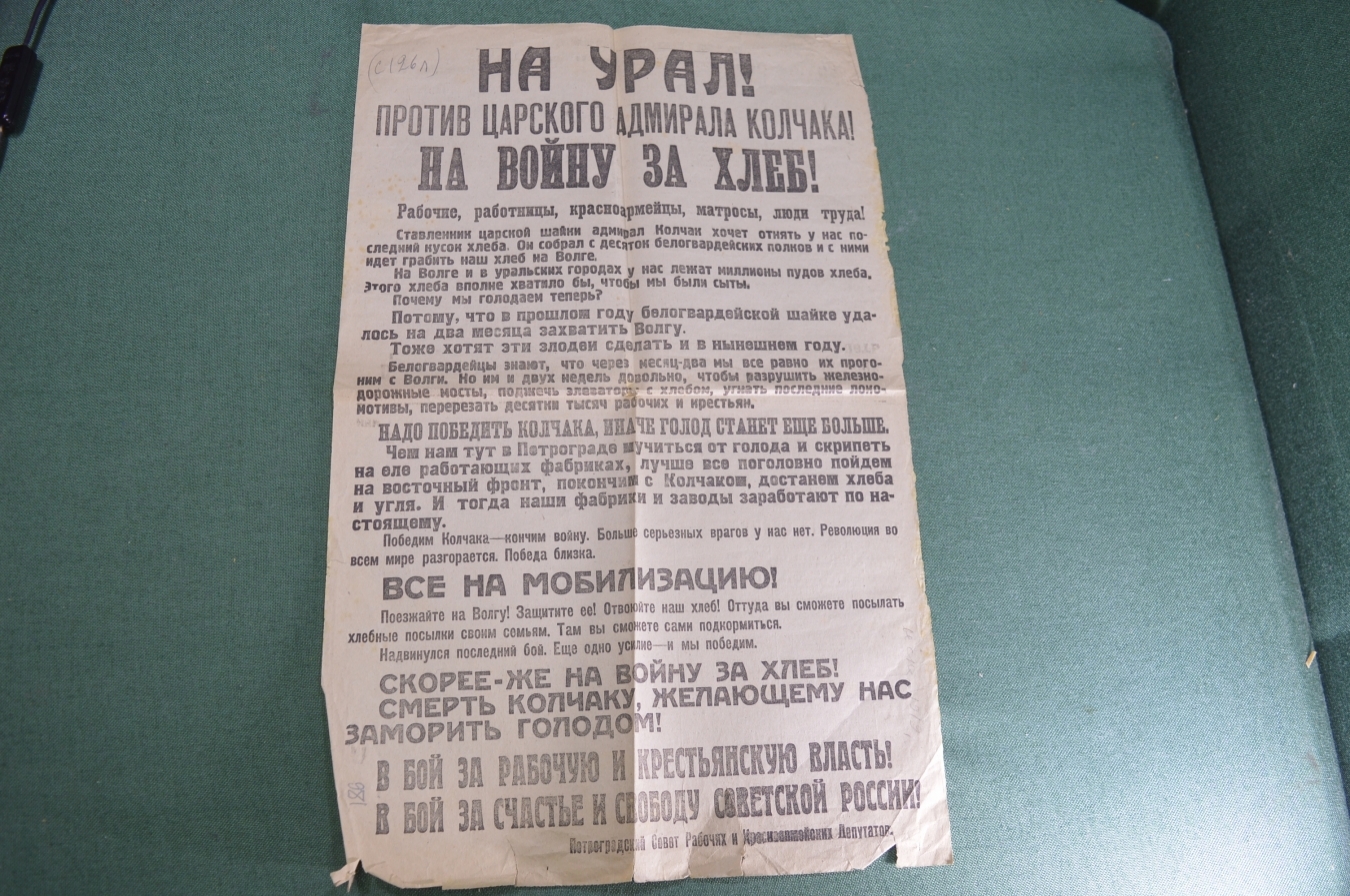 (с 126 л)
НА УРАЛ!
ПРОТИВ ЦАРСКОГО АДМИРАЛА КОЛЧАКА!
НА ВОЙНУ ЗА ХЛЕБ!
Рабочие, работницы, красноармейцы, матросы, люди труда!
Ставленник царской шайки адмирал Колчак хочет отнять у нас по-
следний кусок хлеба. Он собрал с десяток белогвардейских полков и с ними
идет грабить наш хлеб на Волге.
На Волге и в уральских городах у нас лежат миллионы пудов хлеба.
Этого хлеба вполне хватило бы, чтобы мы были сыты.
Почему мы голодаем теперь?
Потому, что в прошлом году белогвардейской шайке уда-
лось на два месяца захватить Волгу.
Тоже хотят эти злодеи сделать и в нынешнем году.
Белогвардейцы знают, что через месяц-два мы все равно их прого-
ним с Волги. Но им и двух недель довольно, чтобы разрушить железно-
дорожные мосты, поджечь элеваторы с хлебом, угнать последние локо-
мотивы, перерезать десятки тысяч рабочих и крестьян.
НАДО ПОБЕДИТЬ КОЛЧАКА, ИНАЧЕ ГОЛОД СТАНЕТ ЕЩЕ БОЛЬШЕ.
Чем нам тут в Петрограде мучиться от голода и скрипеть
на еле работающих фабриках, лучше все поголовно пойдем
на восточный фронт, покончим с Колчаком, достанем хлеба
и угля. И тогда наши фабрики и заводы заработают по на-
стоящему.
Победим Колчака—кончим войну. Больше серьезных врагов у нас нет. Революция во
всем мире разгорается. Победа близка.
ВСЕ НА МОБИЛИЗАЦИЮ!
Поезжайте на Волгу! Защитите ее! Отвоюйте наш хлеб! Оттуда вы сможете посылать
хлебные посылки своим семьям. Там вы сможете сами подкормиться.
Надвинулся последний бой. Еще одно усилие—и мы победим.
СКОРЕЕ-ЖЕ НА ВОЙНУ ЗА ХЛЕБ!
СМЕРТЬ КОЛЧАКУ, ЖЕЛАЮЩЕМУ НАС
ЗАМОРИТЬ ГОЛОДОМ!
В БОЙ ЗА РАБОЧУЮ И КРЕСТЬЯНСКУЮ ВЛАСТЬ!
В БОЙ ЗА СЧАСТЬЕ И СВОБОДУ СОВЕТСКОЙ РОССИИ!
Петроградский Совет Рабочих и Красноармейских Депутатов.